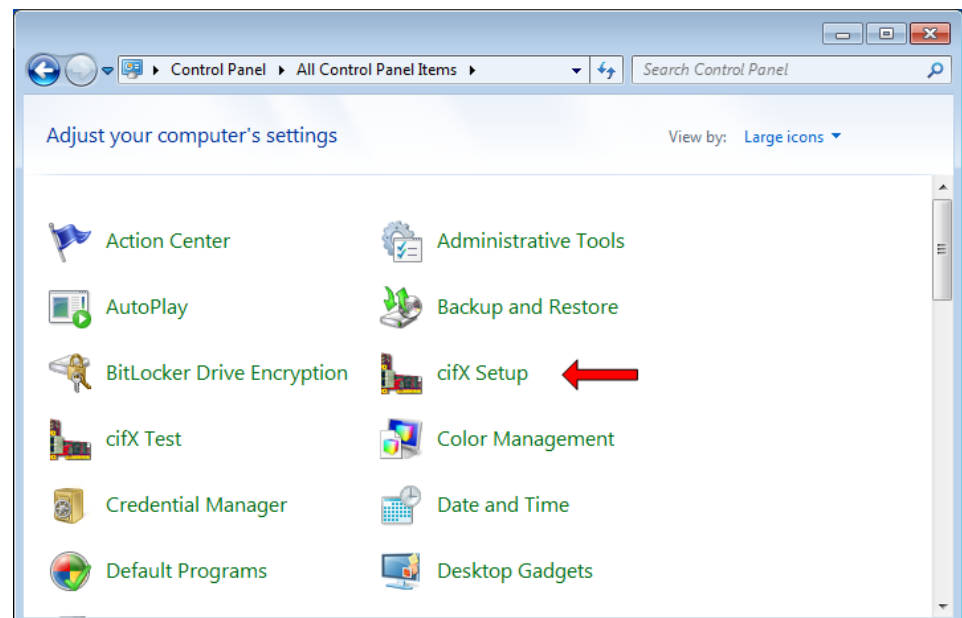 Control Panel All Control Panel Items Search Control Panel
Adjust your computer's settings View by: Large icons
Action Center Administrative Tools
AutoPlay Backup and Restore
BitLocker Drive Encryption cifX Setup
cifX Test Color Management
Credential Manager Date and Time
Default Programs Desktop Gadgets